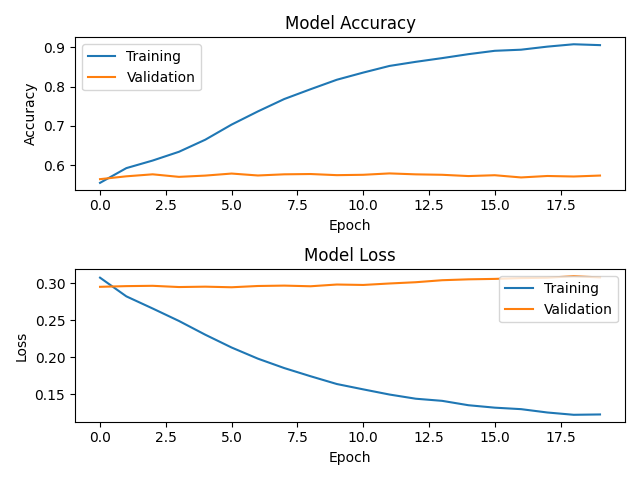 Model Accuracy
0.9
0.8
0.7
0.6
Accuracy
Training
Validation
0.0 2.5 5.0 7.5 10.0 12.5 15.0 17.5
Epoch
Model Loss
0.30
0.25
0.20
0.15
Loss
Training
Validation
0.0 2.5 5.0 7.5 10.0 12.5 15.0 17.5
Epoch